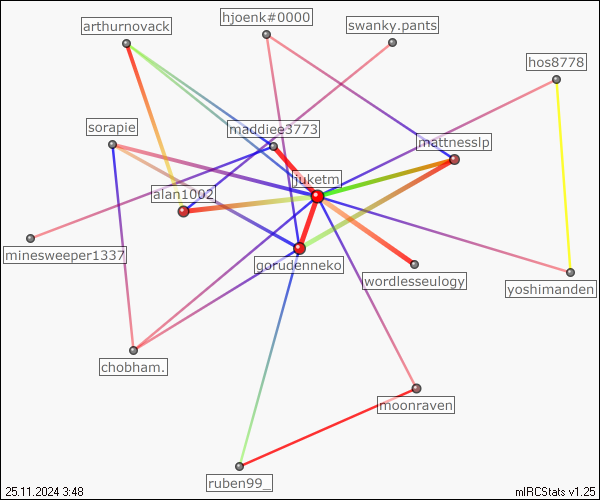 hjoenk#0000
swanky.pants
arthurnovack
hos8778
sorapie
maddiee3773
mattnesslp
juketm
alan1092
minesweeper1337
gorudenneko
wordlesseulogy
yoshimanden
chobham.
moonraven
ruben99_
25.11.2024 3:48
mIRCStats v1.25